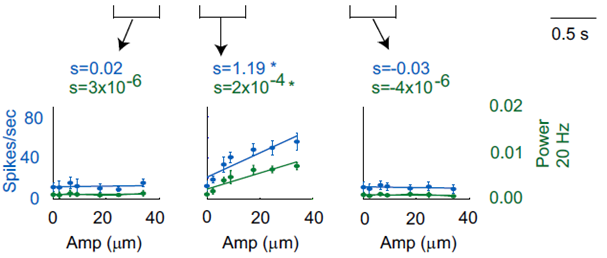 0.5 s
s=0.02
s=3x10-6
s=1.19 *
s=2x10-4 *
s=-0.03
s=-4x10-6
Spikes/sec
80
40
0
0 20 40
Amp (μm)
0 20 40
Amp (μm)
0 20 40
Amp (μm)
0.02
0.01
0.00
Power
20 Hz